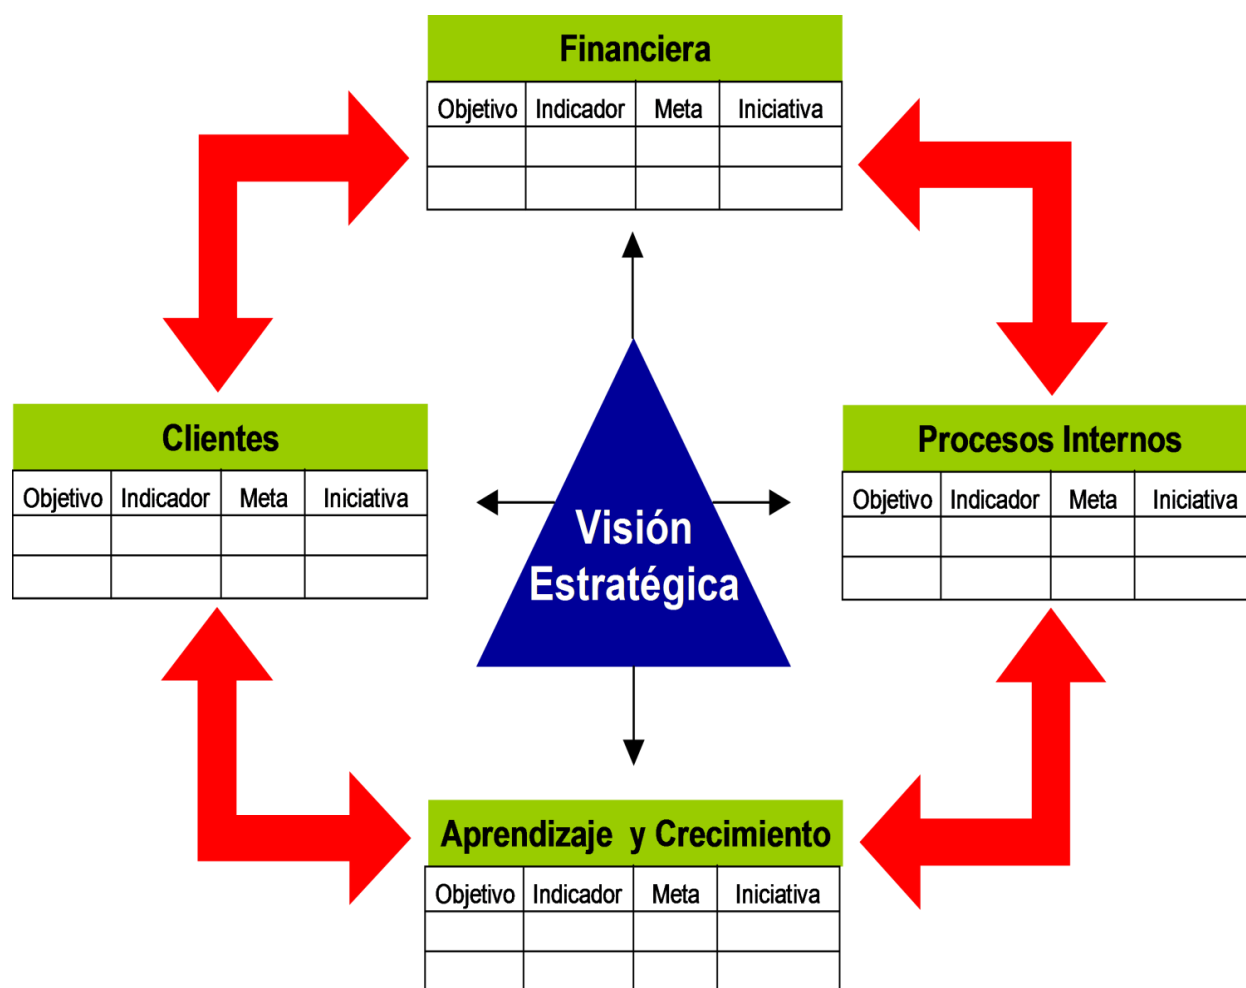 Financiera
Objetivo Indicador Meta Iniciativa
Clientes
Objetivo Indicador Meta Iniciativa
Visión
Estratégica
Procesos Internos
Objetivo Indicador Meta Iniciativa
Aprendizaje y Crecimiento
Objetivo Indicador Meta Iniciativa